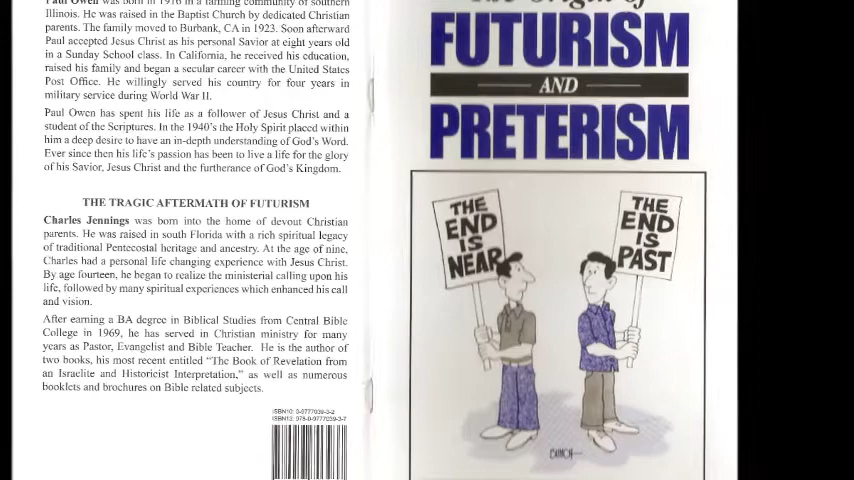 Paul Owen was born in 1916 in a farming community of southern
Illinois. He was raised in the Baptist Church by dedicated Christian
parents. The family moved to Burbank, CA in 1923. Soon afterward
Paul accepted Jesus Christ as his personal Savior at eight years old
in a Sunday School class. In California, he received his education,
raised his family and began a secular career with the United States
Post Office. He willingly served his country for four years in
military service during World War II.
Paul Owen has spent his life as a follower of Jesus Christ and a
student of the Scriptures. In the 1940's the Holy Spirit placed within
him a deep desire to have an in-depth understanding of God's Word.
Ever since then his life's passion has been to live a life for the glory
of his Savior, Jesus Christ and the furtherance of God's Kingdom.
THE TRAGIC AFTERMATH OF FUTURISM
Charles Jennings was born into the home of devout Christian
parents. He was raised in south Florida with a rich spiritual legacy
of traditional Pentecostal heritage and ancestry. At the age of nine,
Charles had a personal life changing experience with Jesus Christ.
By age fourteen, he began to realize the ministerial calling upon his
life, followed by many spiritual experiences which enhanced his call
and vision.
After earning a BA degree in Biblical Studies from Central Bible
College in 1969, he has served in Christian ministry for many
years as Pastor, Evangelist and Bible Teacher. He is the author of
two books, his most recent entitled "The Book of Revelation from
an Israelite and Historicist Interpretation," as well as numerous
booklets and brochures on Bible related subjects.
ISBN10: 0-9777039-3-2
ISBN13: 978-0-9777039-3-7
The Origin of
FUTURISM
AND
PRETERISM
THE
END
IS
NEAR
THE
END
IS
PAST